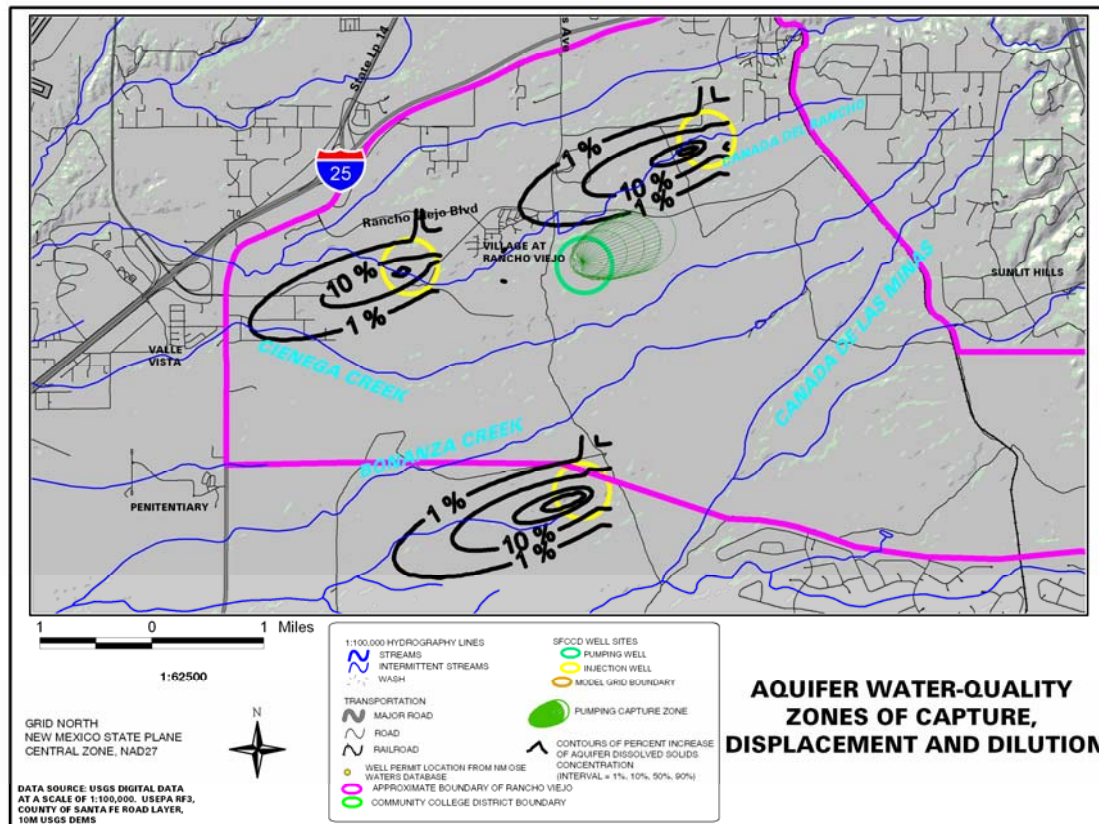 State Lp 14
s Ave
25
1 %
10 %
1 %
CANADA DEL RANCHO
Rancho Viejo Blvd
VILLAGE AT
RANCHO VIEJO
10 %
1 %
SUNLIT HILLS
VALLE
VISTA
CIENEGA CREEK
CANADA DE LAS MINAS
BONANZA CREEK
PENITENTIARY
1 %
10 %
1 %
1 0 1 Miles
1:62500
GRID NORTH
NEW MEXICO STATE PLANE
CENTRAL ZONE, NAD27
N
DATA SOURCE: USGS DIGITAL DATA
AT A SCALE OF 1:100,000. USEPA RF3,
COUNTY OF SANTA FE ROAD LAYER,
10M USGS DEMS
1:100,000 HYDROGRAPHY LINES
STREAMS
INTERMITTENT STREAMS
WASH
TRANSPORTATION
MAJOR ROAD
ROAD
RAILROAD
WELL PERMIT LOCATION FROM NM OSE
WATERS DATABASE
APPROXIMATE BOUNDARY OF RANCHO VIEJO
COMMUNITY COLLEGE DISTRICT BOUNDARY
SFCCD WELL SITES
PUMPING WELL
INJECTION WELL
MODEL GRID BOUNDARY
PUMPING CAPTURE ZONE
CONTOURS OF PERCENT INCREASE
OF AQUIFER DISSOLVED SOLIDS
CONCENTRATION
(INTERVAL = 1%, 10%, 50%, 90%)
AQUIFER WATER-QUALITY
ZONES OF CAPTURE,
DISPLACEMENT AND DILUTION